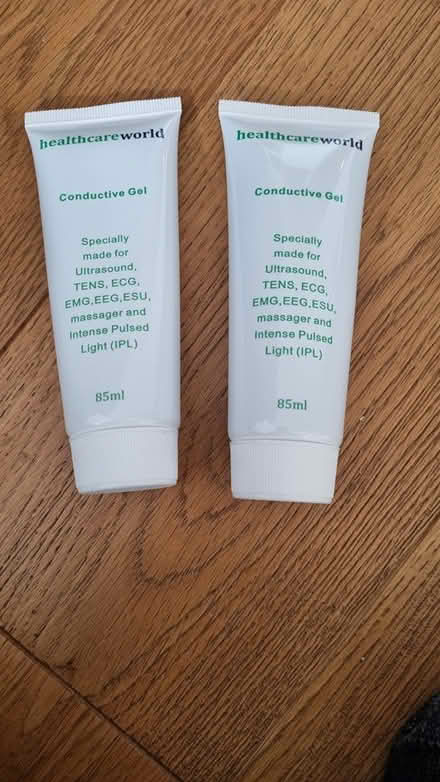 healthcareworld
Conductive Gel
Specially
made for
Ultrasound,
TENS, ECG,
EMG,EEG,ESU,
massager and
Intense Pulsed
Light (IPL)
85ml
healthcareworld
Conductive Gel
Specially
made for
Ultrasound,
TENS, ECG,
EMG,EEG,ESU,
massager and
Intense Pulsed
Light (IPL)
85ml